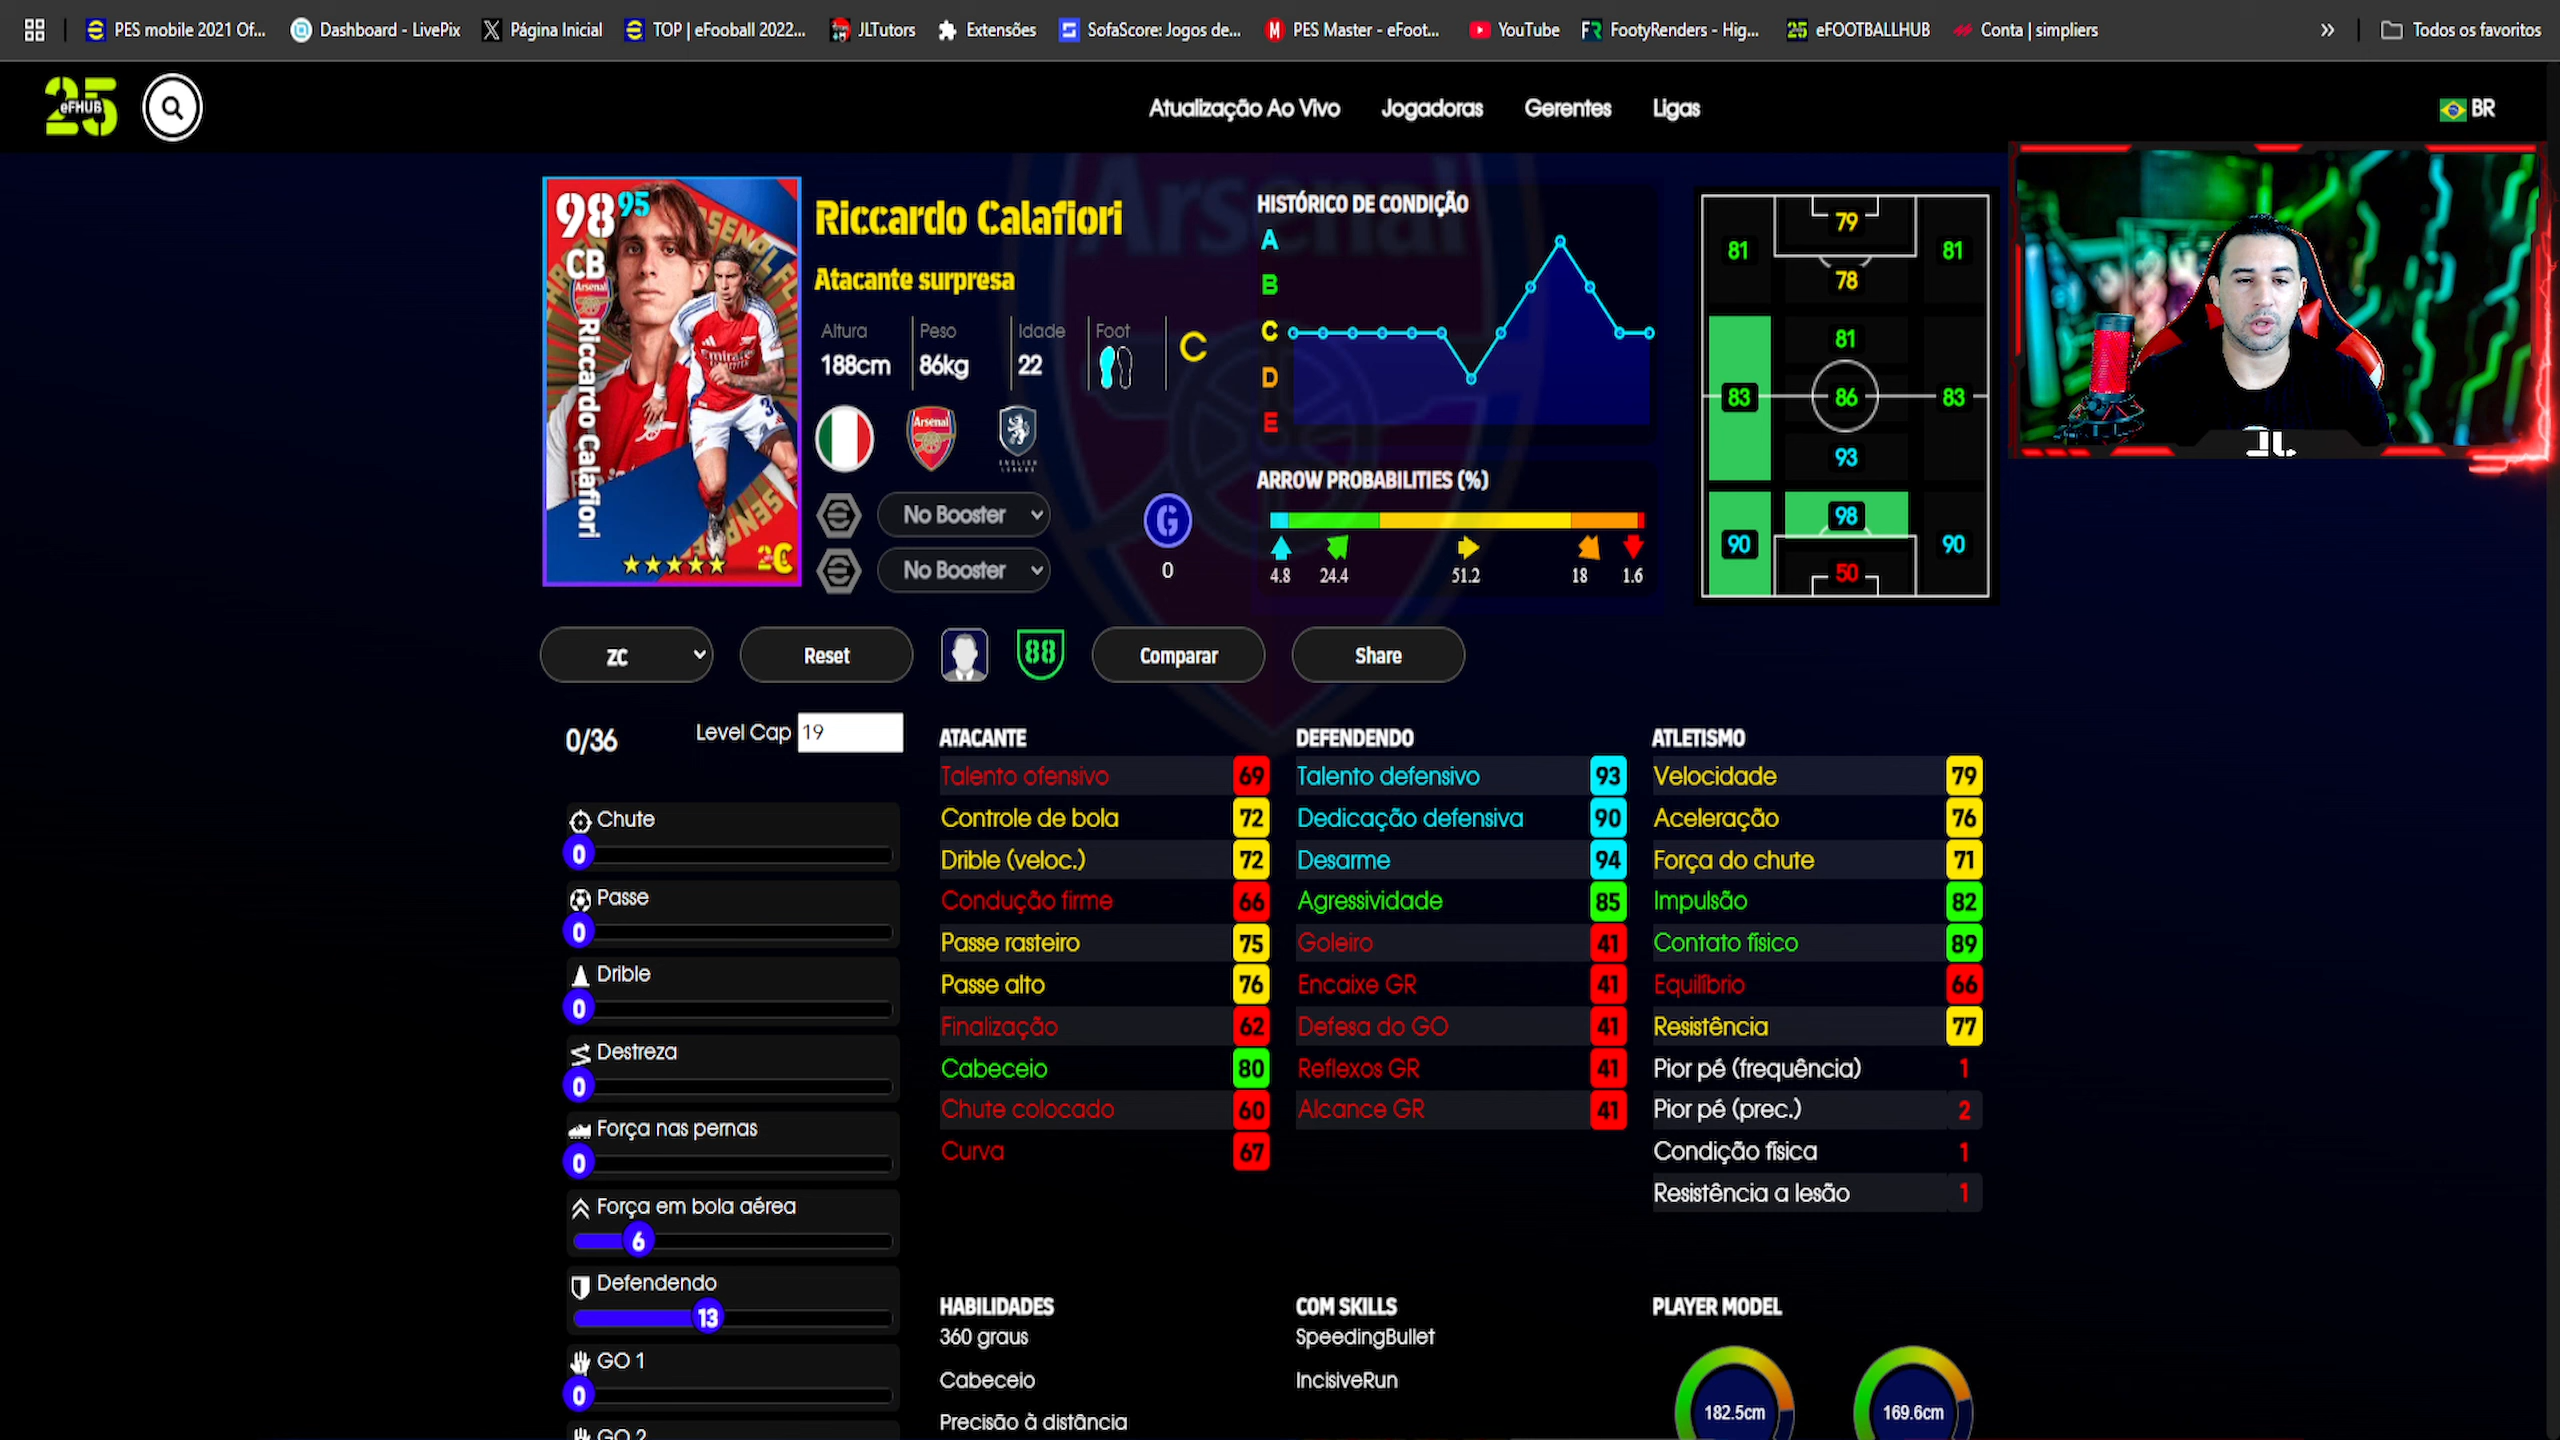 PES mobile 2021 Of... Dashboard - LivePix Página Inicial TOP | eFooball 2022... JLTutors Extensões SofaScore: Jogos de... PES Master - eFoot... YouTube FootyRenders - Hig... 25 eFOOTBALLHUB Conta | simpliers » Todos os favoritos
25 eFHUB Atualização Ao Vivo Jogadoras Gerentes Ligas BR
98 95
CB
Arsenal
Riccardo Calafiori
Riccardo Calafiori
Atacante surpresa
Altura Peso Idade Foot
188cm 86kg 22 C
Arsenal ENGLISH LEAGUE
No Booster
No Booster
G
0
HISTÓRICO DE CONDIÇÃO
A
B
C
D
E
ARROW PROBABILITIES (%)
4.8 24.4 51.2 18 1.6
79
81 81
78
81
83 86 83
93
98
90 90
50
JL
ZC Reset 88 Comparar Share
0/36 Level Cap 19
Chute
0
Passe
0
Drible
0
Destreza
0
Força nas pernas
0
Força em bola aérea
6
Defendendo
13
GO 1
0
GO 2
ATACANTE
Talento ofensivo 69
Controle de bola 72
Drible (veloc.) 72
Condução firme 66
Passe rasteiro 75
Passe alto 76
Finalização 62
Cabeceio 80
Chute colocado 60
Curva 67
DEFENDENDO
Talento defensivo 93
Dedicação defensiva 90
Desarme 94
Agressividade 85
Goleiro 41
Encaixe GR 41
Defesa do GO 41
Reflexos GR 41
Alcance GR 41
ATLETISMO
Velocidade 79
Aceleração 76
Força do chute 71
Impulsão 82
Contato físico 89
Equilíbrio 66
Resistência 77
Pior pé (frequência) 1
Pior pé (prec.) 2
Condição física 1
Resistência a lesão 1
HABILIDADES
360 graus
Cabeceio
Precisão à distância
COM SKILLS
SpeedingBullet
IncisiveRun
PLAYER MODEL
182.5cm 169.6cm